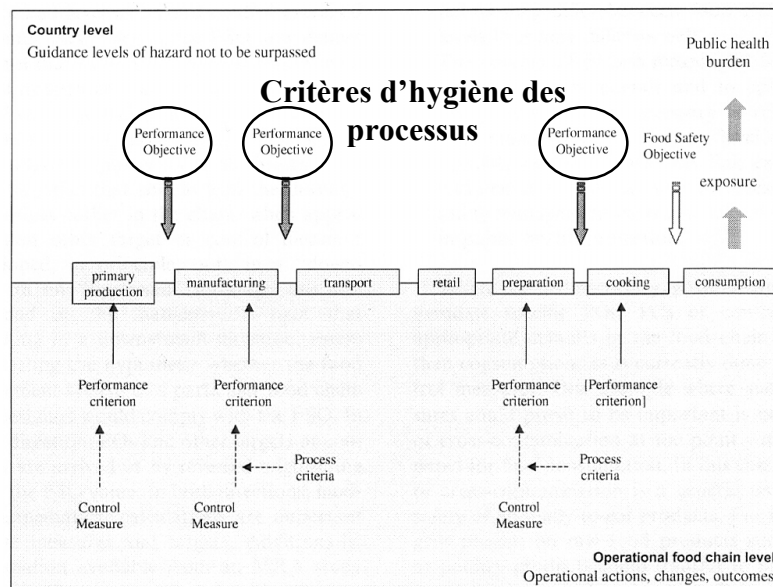 Country level
Guidance levels of hazard not to be surpassed
Public health
burden
Critères d’hygiène des
processus
Performance
Objective
Performance
Objective
Performance
Objective
Food Safety
Objective
exposure
primary
production
manufacturing
transport
retail
preparation
cooking
consumption
Performance
criterion
Performance
criterion
Performance
criterion
[Performance
criterion]
Process
criteria
Process
criteria
Control
Measure
Control
Measure
Control
Measure
Operational food chain level
Operational actions, changes, outcomes